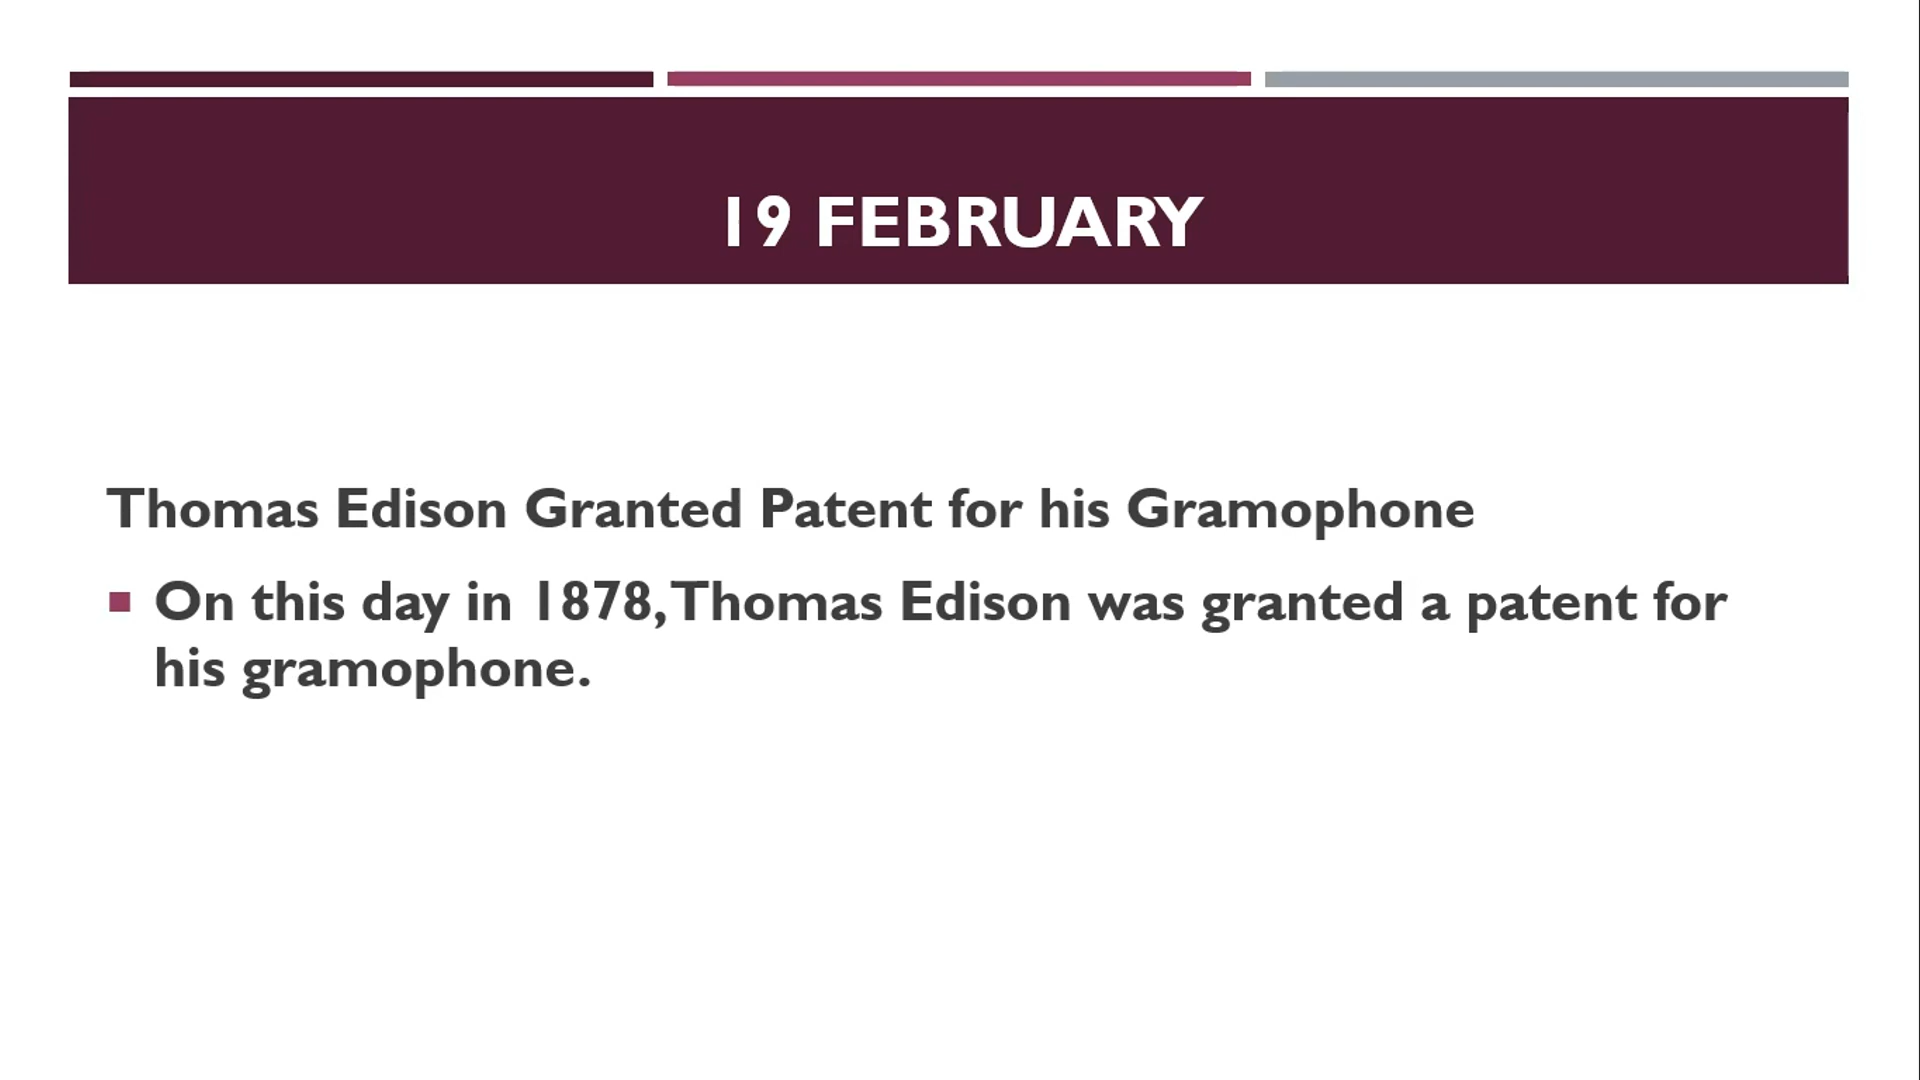 19 FEBRUARY
Thomas Edison Granted Patent for his Gramophone
On this day in 1878, Thomas Edison was granted a patent for
his gramophone.